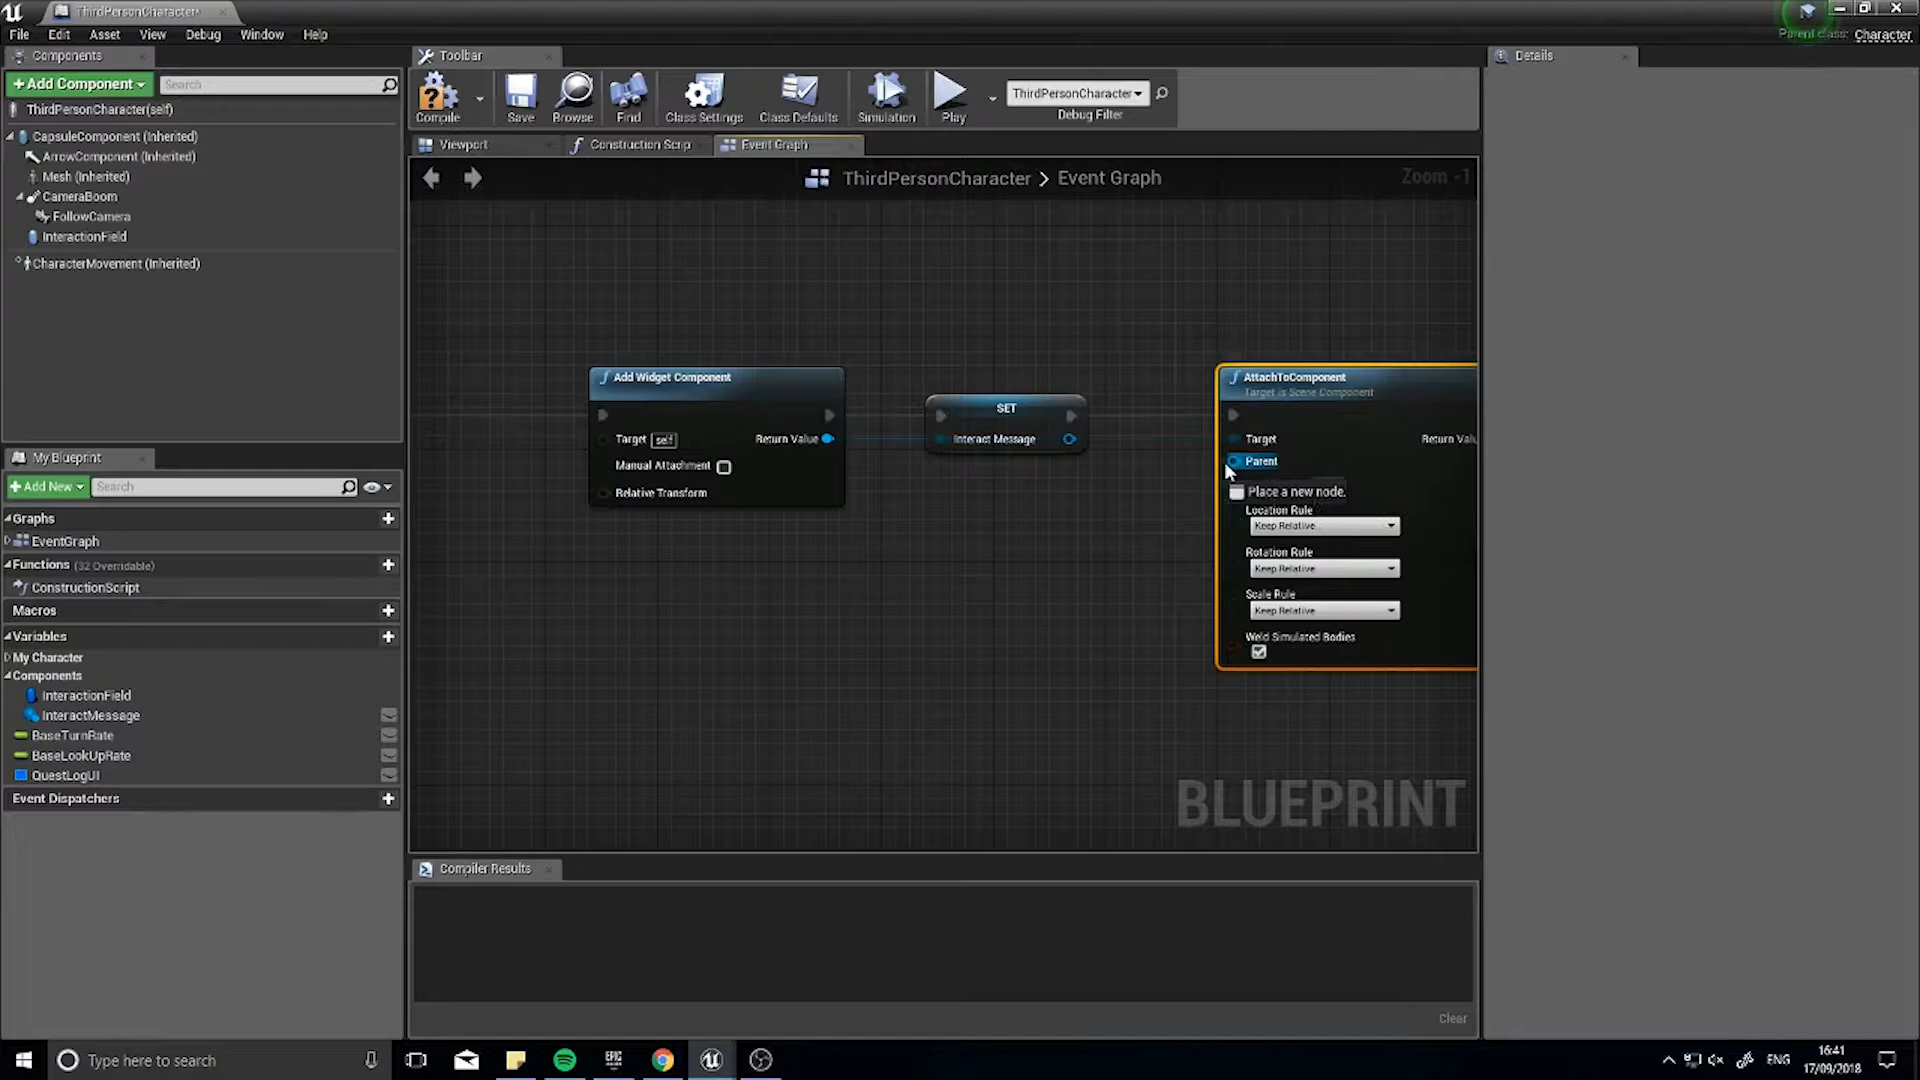 ThirdPersonCharacter*
File Edit Asset View Debug Window Help
Parent class: Character
Components
Toolbar
Details
+ Add Component
Search
ThirdPersonCharacter(self)
CapsuleComponent (Inherited)
ArrowComponent (Inherited)
Mesh (Inherited)
CameraBoom
FollowCamera
InteractionField
CharacterMovement (Inherited)
Compile
Save
Browse
Find
Class Settings
Class Defaults
Simulation
Play
ThirdPersonCharacter
Debug Filter
Viewport
Construction Scrip
Event Graph
ThirdPersonCharacter > Event Graph
Zoom -1
Add Widget Component
Target self
Return Value
Manual Attachment
Relative Transform
SET
Interact Message
AttachToComponent
Target is Scene Component
Target
Return Valu
Parent
Place a new node.
Location Rule
Keep Relative
Rotation Rule
Keep Relative
Scale Rule
Keep Relative
Weld Simulated Bodies
BLUEPRINT
My Blueprint
+ Add New
Search
Graphs
EventGraph
Functions (32 Overridable)
ConstructionScript
Macros
Variables
My Character
Components
InteractionField
InteractMessage
BaseTurnRate
BaseLookUpRate
QuestLogUI
Event Dispatchers
Compiler Results
Clear
Type here to search
EPIC
ENG
16:41
17/09/2018